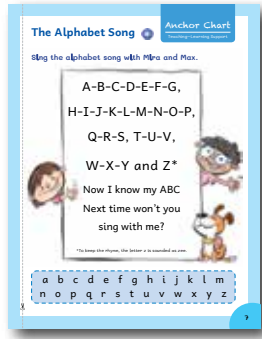 The Alphabet Song
Anchor Chart
Teaching-Learning Support
Sing the alphabet song with Mira and Max.
A-B-C-D-E-F-G,
H-I-J-K-L-M-N-O-P,
Q-R-S, T-U-V,
W-X-Y and Z*
Now I know my ABC
Next time won't you
sing with me?
*To keep the rhyme, the letter z is sounded as zee.
a b c d e f g h i j k l m
n o p q r s t u v w x y z
7